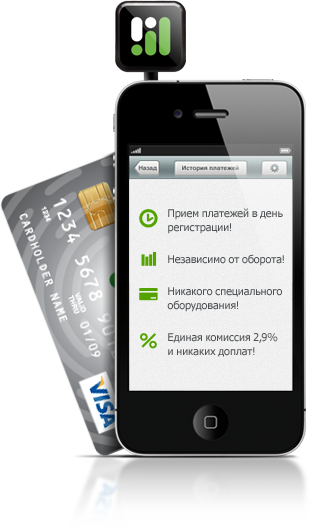 Назад
История платежей
Прием платежей в день
регистрации!
Независимо от оборота!
Никакого специального
оборудования!
Единая комиссия 2,9%
и никаких доплат!
1234 5678
1234
VALID
THRU
01/09
CARDHOLDER NAME
VISA